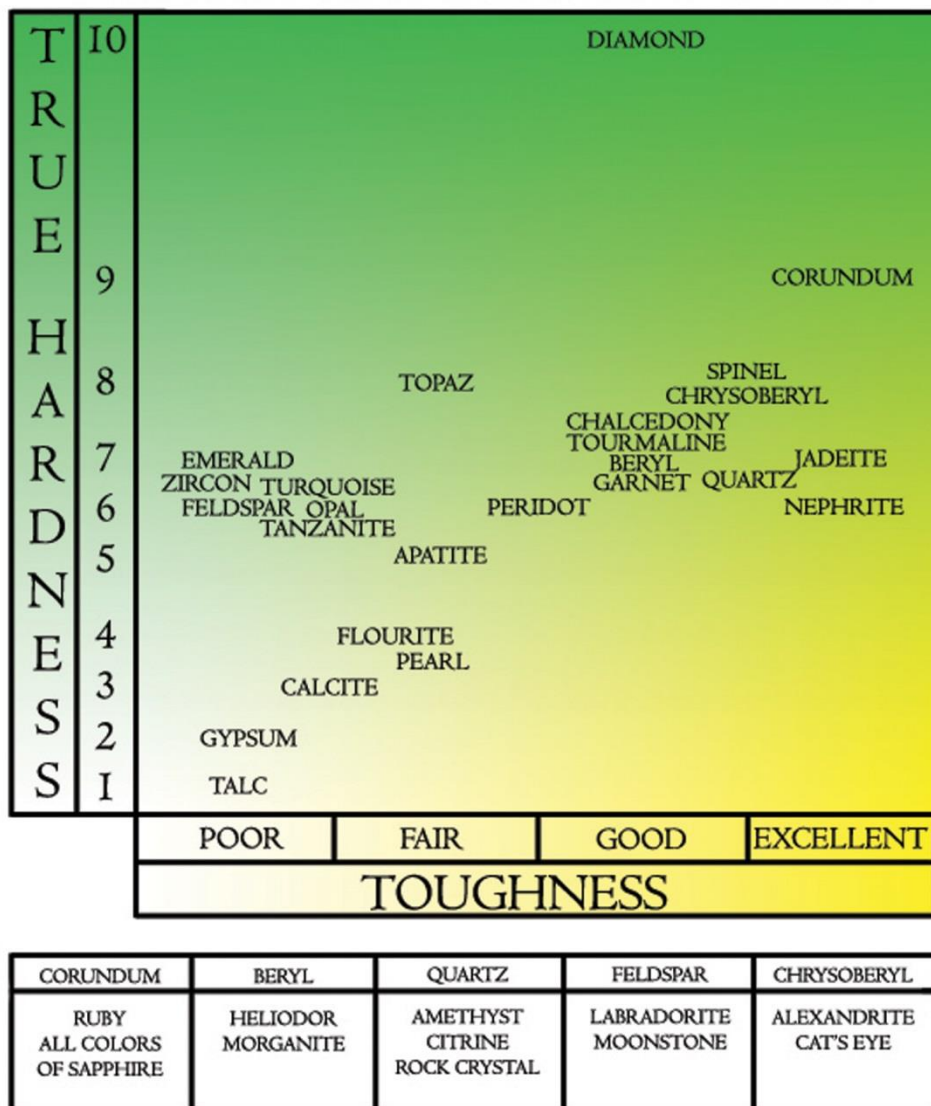 TRUE HARDNESS
10
DIAMOND
9
CORUNDUM
SPINEL
8
TOPAZ
CHRYSOBERYL
CHALCEDONY
TOURMALINE
7
EMERALD
BERYL
JADEITE
ZIRCON
TURQUOISE
GARNET
QUARTZ
6
FELDSPAR
OPAL
PERIDOT
NEPHRITE
TANZANITE
5
APATITE
4
FLOURITE
PEARL
3
CALCITE
2
GYPSUM
1
TALC
POOR
FAIR
GOOD
EXCELLENT
TOUGHNESS
CORUNDUM
BERYL
QUARTZ
FELDSPAR
CHRYSOBERYL
RUBY
ALL COLORS
OF SAPPHIRE
HELIODOR
MORGANITE
AMETHYST
CITRINE
ROCK CRYSTAL
LABRADORITE
MOONSTONE
ALEXANDRITE
CAT'S EYE